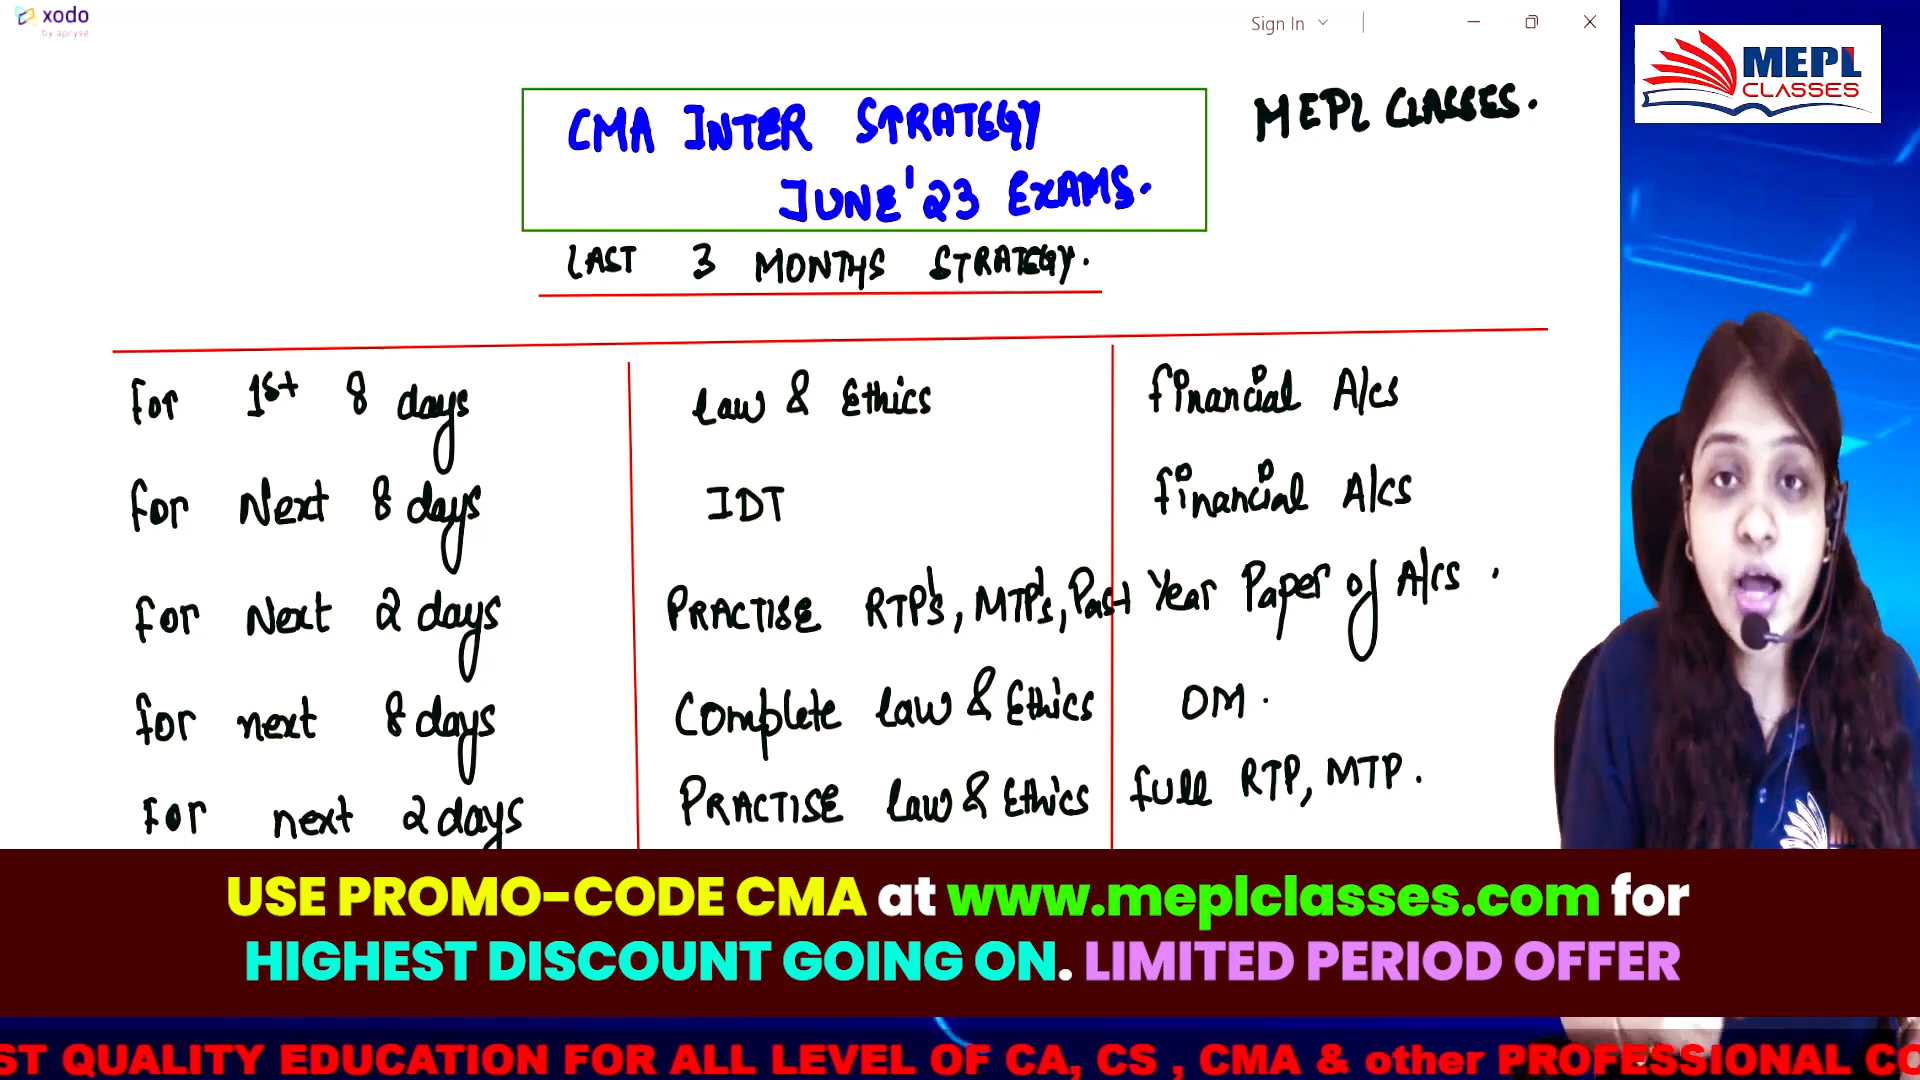 xodo
by apryse
Sign In
MEPL
CLASSES
CMA INTER STRATEGY
JUNE'23 EXAMS.
MEPL CLASSES.
LAST 3 MONTHS STRATEGY.
For 1st 8 days Law & Ethics Financial A/cs
For Next 8 days IDT Financial A/cs
For Next 2 days PRACTISE RTP's, MTP's, Past Year Paper of A/cs.
For next 8 days Complete Law & Ethics OM.
For next 2 days PRACTISE Law & Ethics full RTP, MTP.
USE PROMO-CODE CMA at www.meplclasses.com for
HIGHEST DISCOUNT GOING ON. LIMITED PERIOD OFFER
ST QUALITY EDUCATION FOR ALL LEVEL OF CA, CS , CMA & other PROFESSIONAL CO